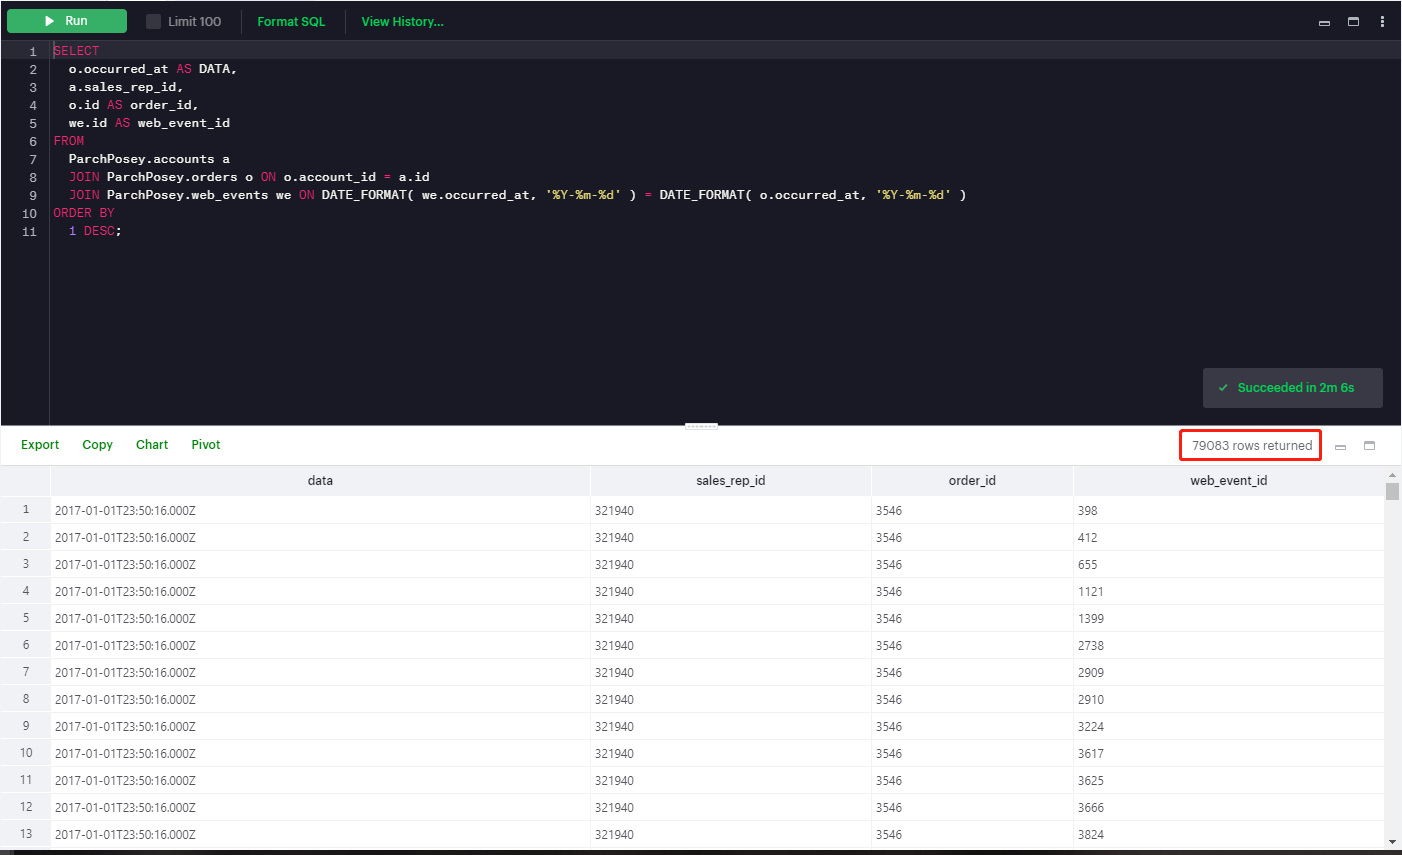 Run Limit 100 Format SQL View History...
1 SELECT
2 o.occurred_at AS DATA,
3 a.sales_rep_id,
4 o.id AS order_id,
5 we.id AS web_event_id
6 FROM
7 ParchPosey.accounts a
8 JOIN ParchPosey.orders o ON o.account_id = a.id
9 JOIN ParchPosey.web_events we ON DATE_FORMAT( we.occurred_at, '%Y-%m-%d' ) = DATE_FORMAT( o.occurred_at, '%Y-%m-%d' )
10 ORDER BY
11 1 DESC;
✓ Succeeded in 2m 6s
Export Copy Chart Pivot 79083 rows returned
data sales_rep_id order_id web_event_id
1 2017-01-01T23:50:16.000Z 321940 3546 398
2 2017-01-01T23:50:16.000Z 321940 3546 412
3 2017-01-01T23:50:16.000Z 321940 3546 655
4 2017-01-01T23:50:16.000Z 321940 3546 1121
5 2017-01-01T23:50:16.000Z 321940 3546 1399
6 2017-01-01T23:50:16.000Z 321940 3546 2738
7 2017-01-01T23:50:16.000Z 321940 3546 2909
8 2017-01-01T23:50:16.000Z 321940 3546 2910
9 2017-01-01T23:50:16.000Z 321940 3546 3224
10 2017-01-01T23:50:16.000Z 321940 3546 3617
11 2017-01-01T23:50:16.000Z 321940 3546 3625
12 2017-01-01T23:50:16.000Z 321940 3546 3666
13 2017-01-01T23:50:16.000Z 321940 3546 3824